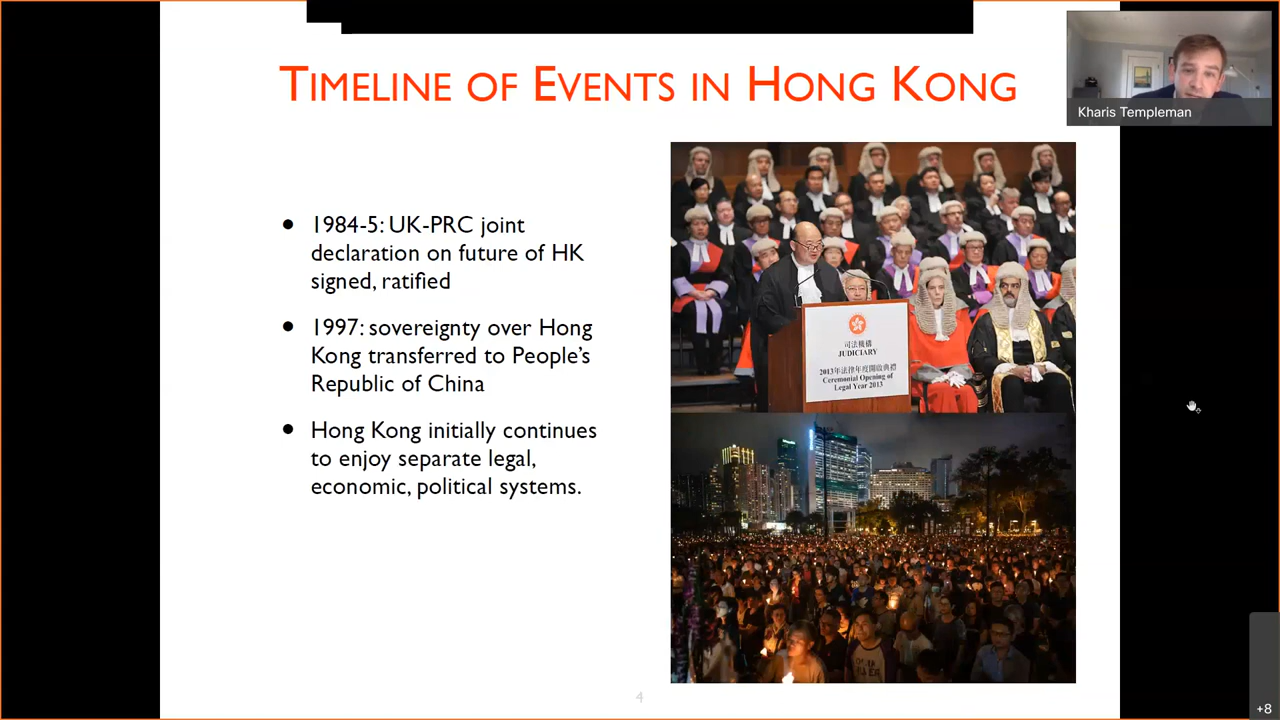 TIMELINE OF EVENTS IN HONG KONG
Kharis Templeman
• 1984-5: UK-PRC joint
declaration on future of HK
signed, ratified
• 1997: sovereignty over Hong
Kong transferred to People's
Republic of China
• Hong Kong initially continues
to enjoy separate legal,
economic, political systems.
司法機構
JUDICIARY
2013年法律年度開啟典禮
Ceremonial Opening of
Legal Year 2013
4
+8